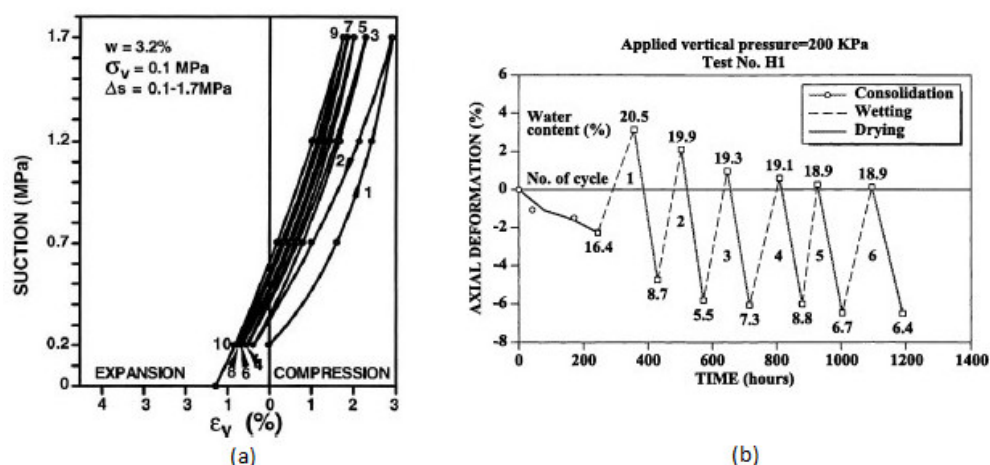 1.7
1.2
0.7
0.2
0
SUCTION (MPa)
w = 3.2%
σv = 0.1 MPa
Δs = 0.1-1.7MPa
9 7 5 3
2
1
10
8 6 4
EXPANSION COMPRESSION
4 3 3 1 0 1 2 3
εv (%)
(a)
Applied vertical pressure=200 KPa
Test No. H1
AXIAL DEFORMATION (%)
6
4
2
0
-2
-4
-6
-8
Consolidation
Wetting
Drying
Water
content (%)
No. of cycle
20.5 19.9 19.3 19.1 18.9 18.9
1 2 3 4 5 6
16.4 8.7 5.5 7.3 8.8 6.7 6.4
0 200 400 600 800 1000 1200 1400
TIME (hours)
(b)